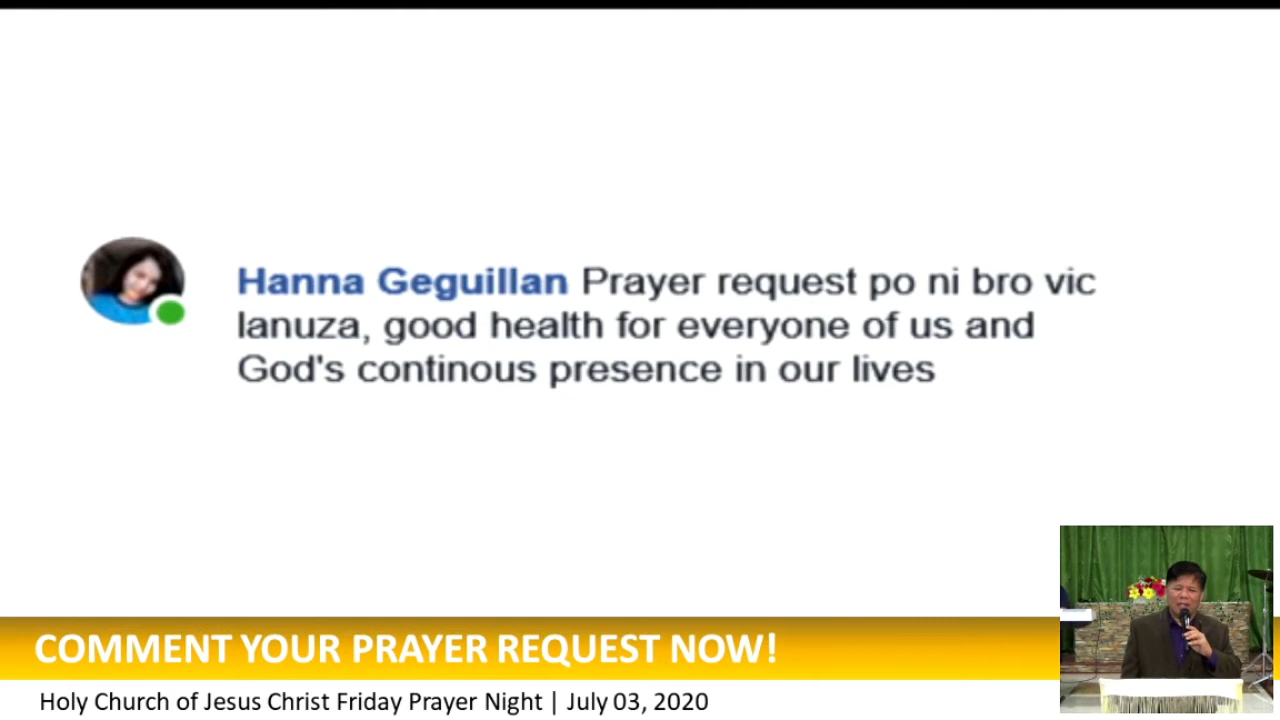 Hanna Geguillan Prayer request po ni bro vic
lanuza, good health for everyone of us and
God's continous presence in our lives
COMMENT YOUR PRAYER REQUEST NOW!
Holy Church of Jesus Christ Friday Prayer Night | July 03, 2020